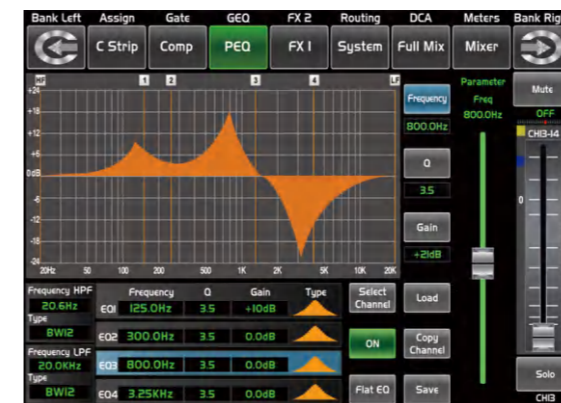 Bank Left Assign Gate GEQ FX 2 Routing DCA Meters Bank Rig
C Strip Comp PEQ FX I System Full Mix Mixer
HF 1 2 3 4 LF
Parameter
Freq
800.0Hz
Mute
OFF
CHI3-I4
+24
+18
+12
+6
0dB
-6
-12
-18
-24
20Hz 50 100 200 500 1K 2K 5K 10K 20K
Frequency
800.0Hz
Q
3.5
Gain
+21dB
0
Frequency HPF
20.6Hz
Type
BW12
Frequency LPF
20.0KHz
Type
BW12
Frequency Q Gain Type
EQ1 125.0Hz 3.5 +10dB
EQ2 300.0Hz 3.5 0.0dB
EQ3 800.0Hz 3.5 0.0dB
EQ4 3.25KHz 3.5 0.0dB
Select Channel
ON
Flat EQ
Load
Copy Channel
Save
Solo
CHI3